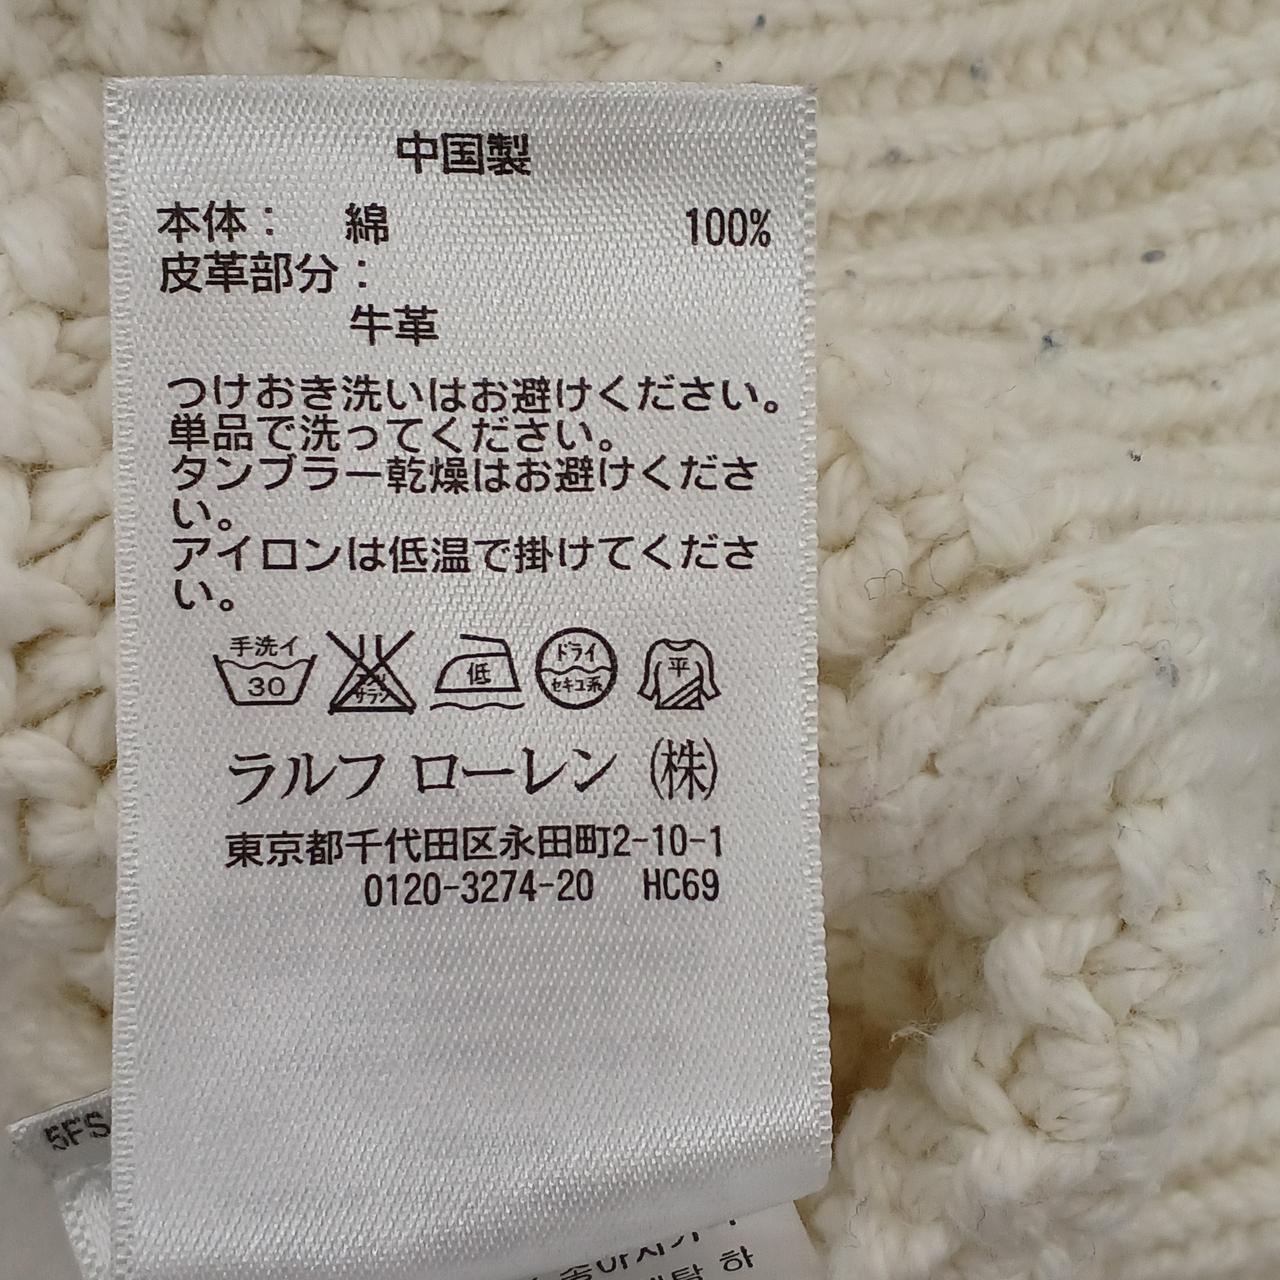 中国製
本体： 綿 100%
皮革部分：
牛革
つけおき洗いはお避けください。
単品で洗ってください。
タンブラー乾燥はお避けくださ
い。
アイロンは低温で掛けてくださ
い。
手洗イ
30
低
ドライ
セキユ系
平
ラルフ ローレン ㈱
東京都千代田区永田町2-10-1
0120-3274-20 HC69
5FS
하